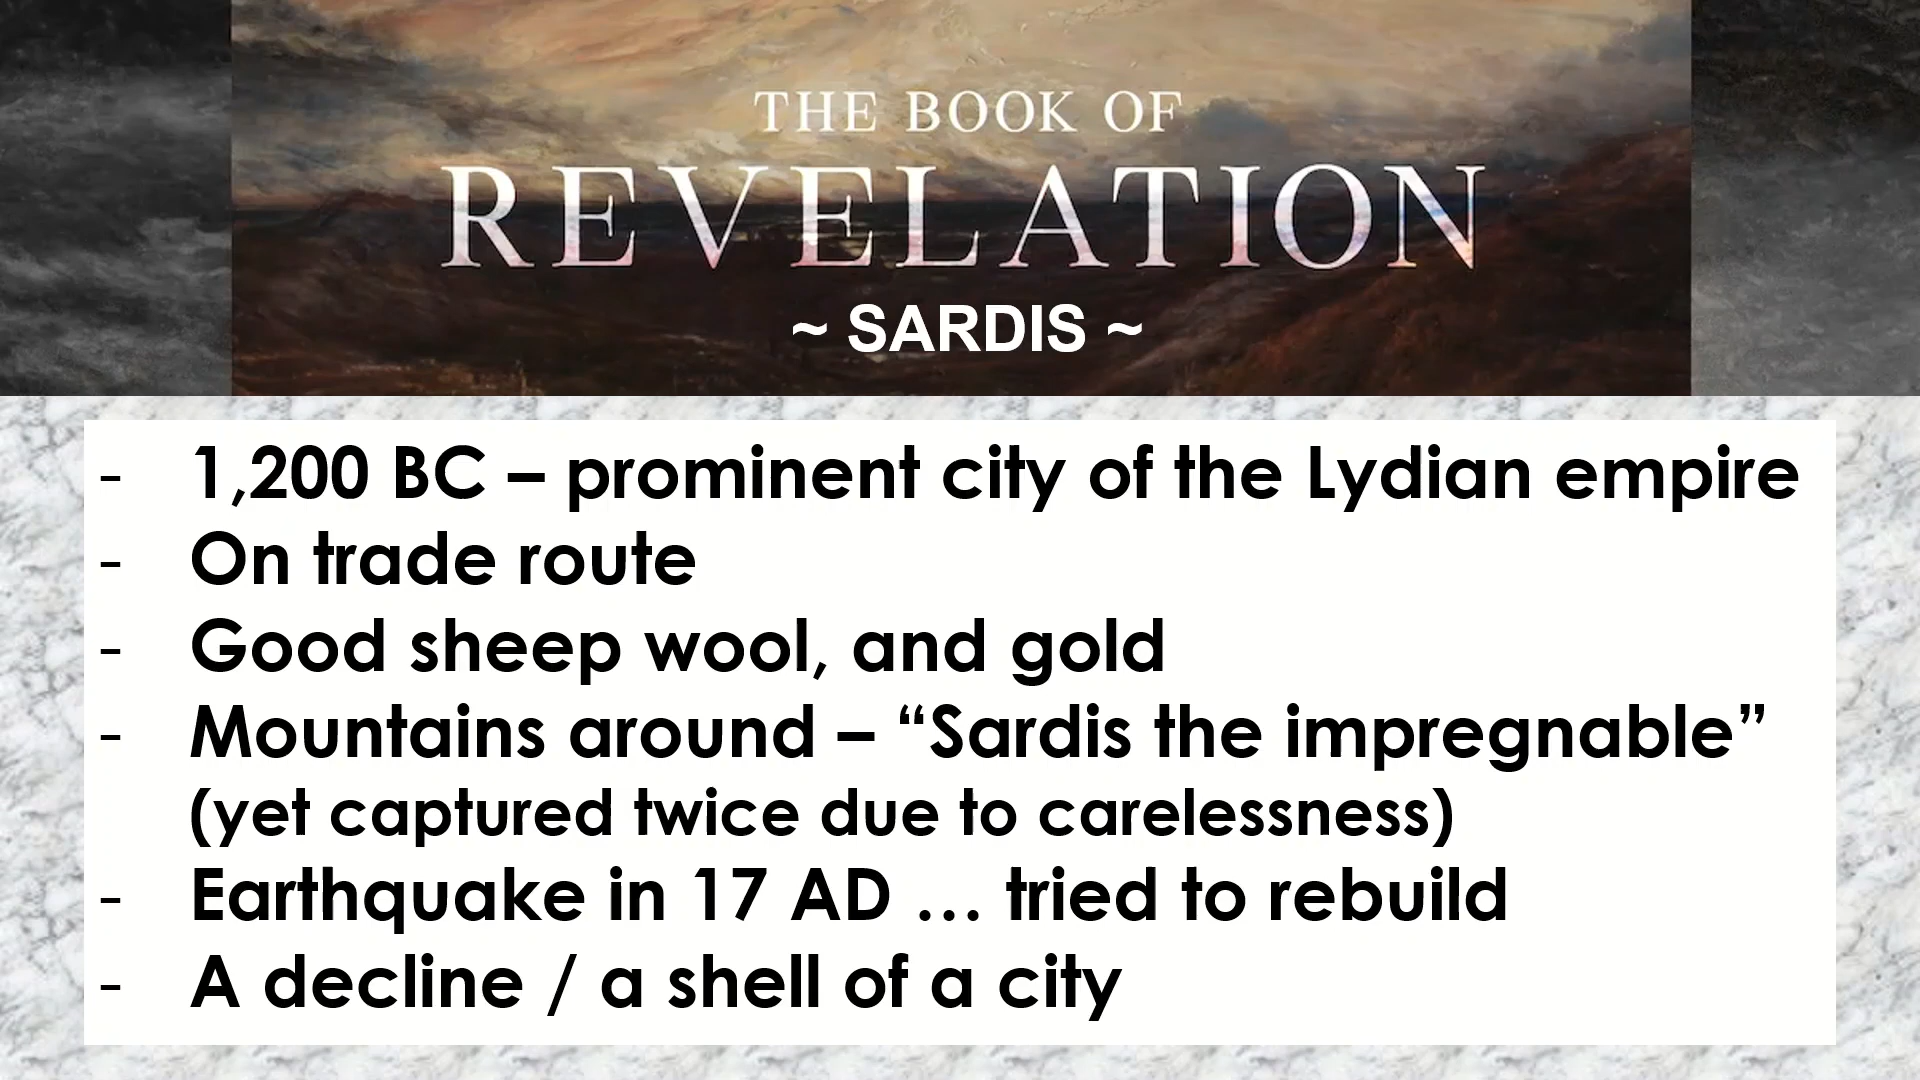 THE BOOK OF
REVELATION
~ SARDIS ~
- 1,200 BC – prominent city of the Lydian empire
- On trade route
- Good sheep wool, and gold
- Mountains around – “Sardis the impregnable”
(yet captured twice due to carelessness)
- Earthquake in 17 AD … tried to rebuild
- A decline / a shell of a city